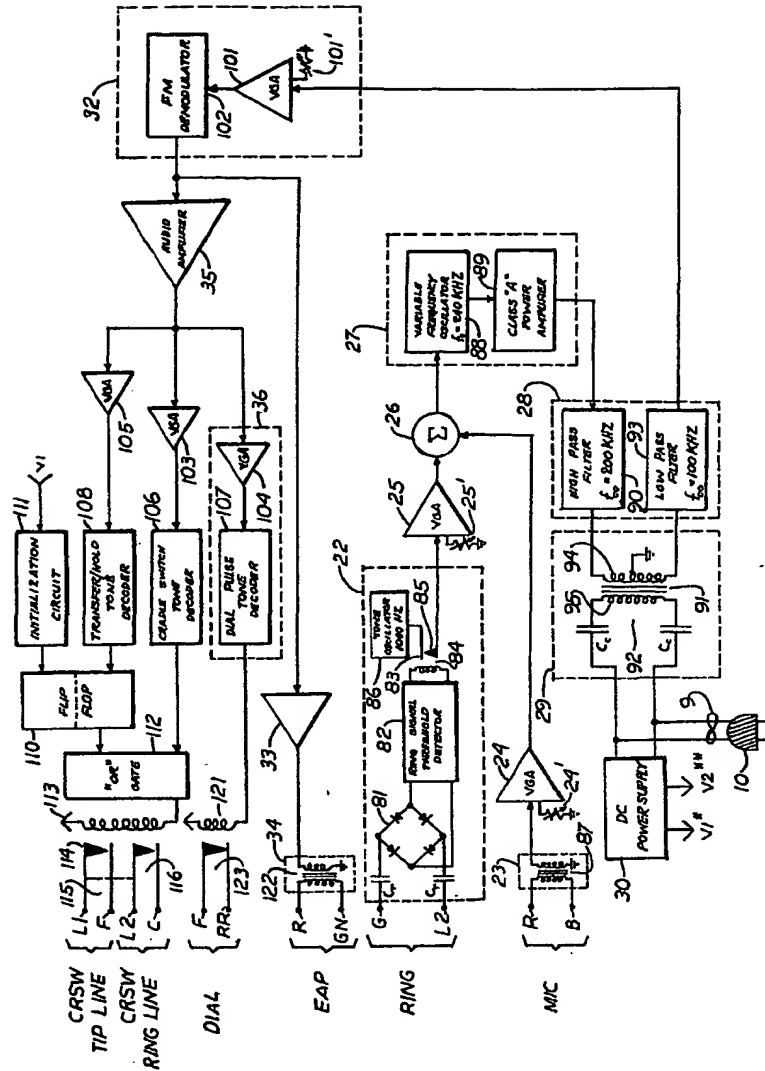 CRSW
TIP LINE
CRSW
RING LINE
DIAL
EAP
RING
MIC
L1
F
L2
C
F
RR
R
GN
G
L2
R
B
113
114
115
116
121
123
110
FLIP
FLOP
112
"OR"
GATE
111
INITIALIZATION
CIRCUIT
V1
108
TRANSFER/HOLD
TONE
DECODER
106
CRADLE SWITCH
TONE
DECODER
107
DIAL PULSE
TONE
DECODER
VGA
105
VGA
103
VGA
104
36
AUDIO
AMPLIFIER
35
32
FM
DEMODULATOR
102
VGA
101
101'
33
34
122
22
81
82
RING SIGNAL
THRESHOLD
DETECTOR
83
84
85
86
TONE
OSCILLATOR
1000 HZ
VGA
25
25'
26
Σ
27
VARIABLE
FREQUENCY
OSCILLATOR
88
89
CLASS "A"
POWER
AMPLIFIER
23
87
VGA
24
24'
28
HIGH PASS
FILTER
f∞ = 200 KHZ
90
93
LOW PASS
FILTER
f∞ = 100 KHZ
29
94
95
91
92
Cc
Cc
9
10
30
DC
POWER SUPPLY
V1*
V2**